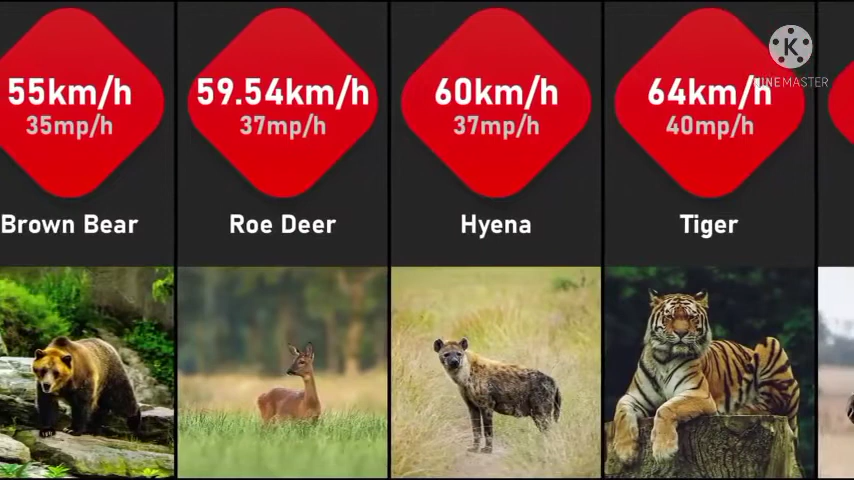 55km/h
35mp/h
Brown Bear
59.54km/h
37mp/h
Roe Deer
60km/h
37mp/h
Hyena
64km/h
40mp/h
Tiger
K
KINEMASTER